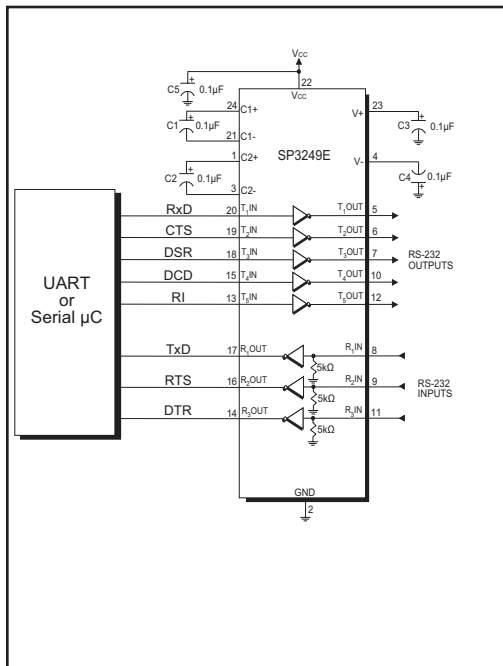 VCC
C5 + 0.1µF
22
VCC
24 C1+
C1 + 0.1µF
21 C1-
1 C2+
C2 + 0.1µF
3 C2-
SP3249E
V+ 23
C3 + 0.1µF
V- 4
C4 0.1µF +
UART
or
Serial µC
RxD 20 T1IN T1OUT 5
CTS 19 T2IN T2OUT 6
DSR 18 T3IN T3OUT 7
DCD 15 T4IN T4OUT 10
RI 13 T5IN T5OUT 12
RS-232
OUTPUTS
TxD 17 R1OUT R1IN 8
5kΩ
RTS 16 R2OUT R2IN 9
5kΩ
DTR 14 R3OUT R3IN 11
5kΩ
RS-232
INPUTS
GND
2